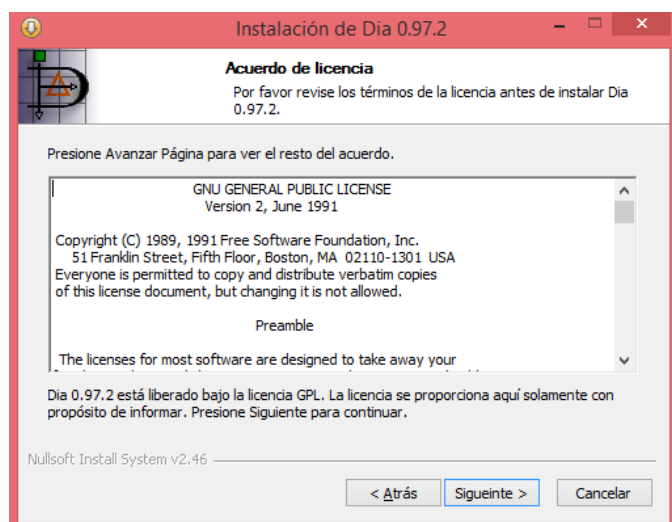 Instalación de Dia 0.97.2
Acuerdo de licencia
Por favor revise los términos de la licencia antes de instalar Dia
0.97.2.
Presione Avanzar Página para ver el resto del acuerdo.
GNU GENERAL PUBLIC LICENSE
Version 2, June 1991
Copyright (C) 1989, 1991 Free Software Foundation, Inc.
51 Franklin Street, Fifth Floor, Boston, MA 02110-1301 USA
Everyone is permitted to copy and distribute verbatim copies
of this license document, but changing it is not allowed.
Preamble
The licenses for most software are designed to take away your
Dia 0.97.2 está liberado bajo la licencia GPL. La licencia se proporciona aquí solamente con
propósito de informar. Presione Siguiente para continuar.
Nullsoft Install System v2.46
< Atrás Sigueinte > Cancelar